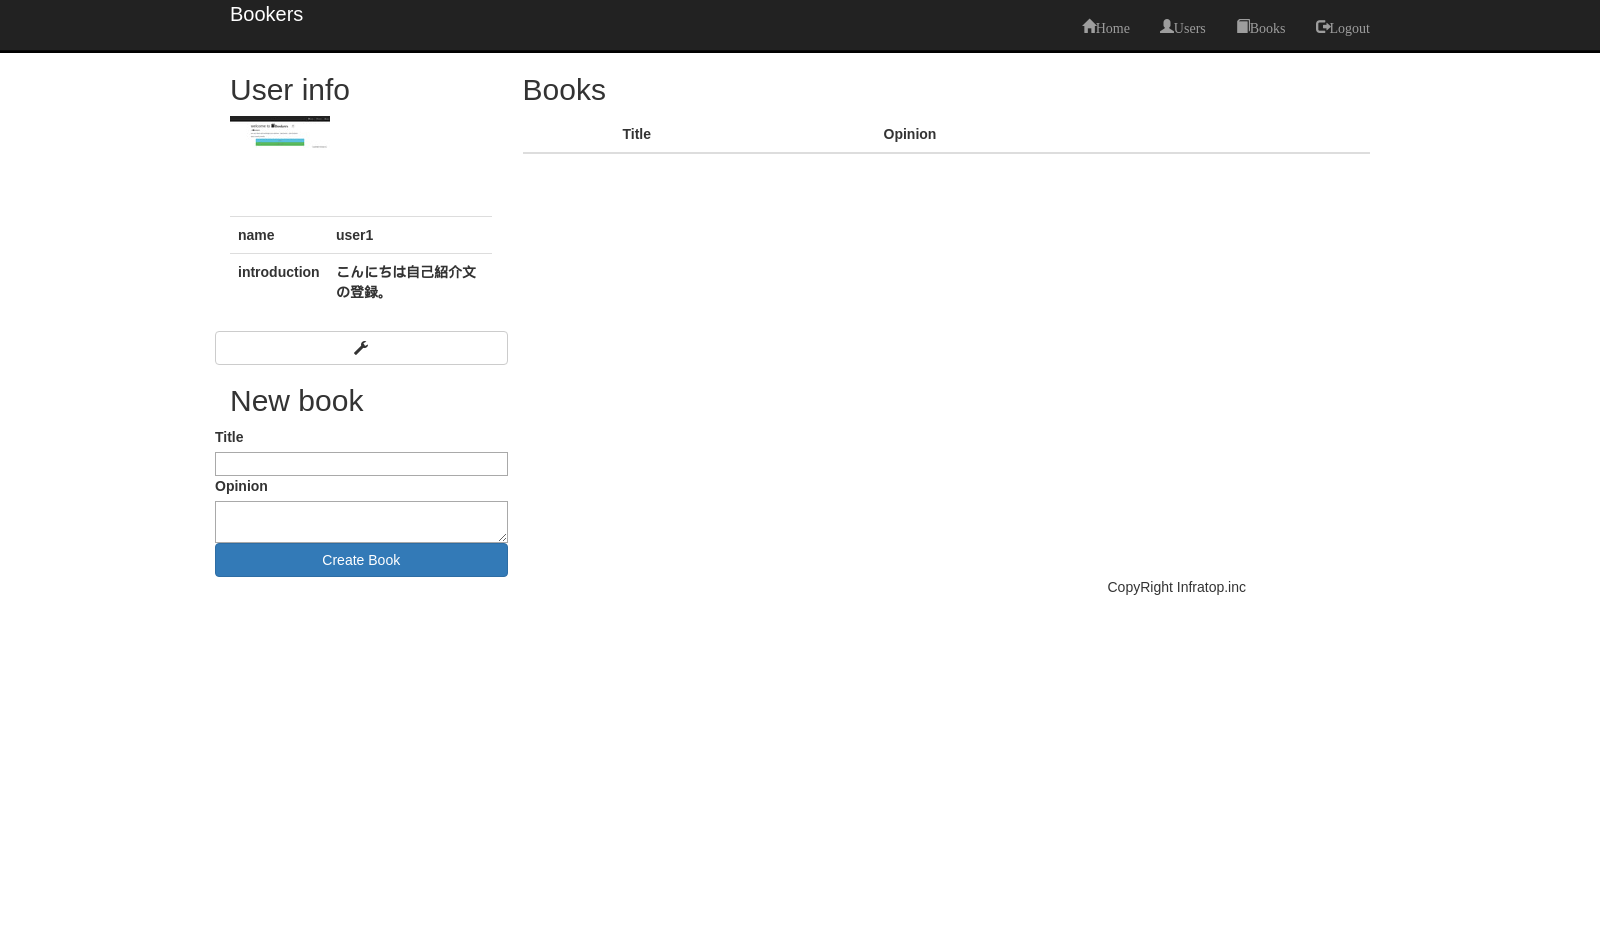 Bookers
Home Users Books Logout
User info
Books
Title Opinion
name user1
introduction こんにちは自己紹介文
の登録。
New book
Title
Opinion
Create Book
CopyRight Infratop.inc